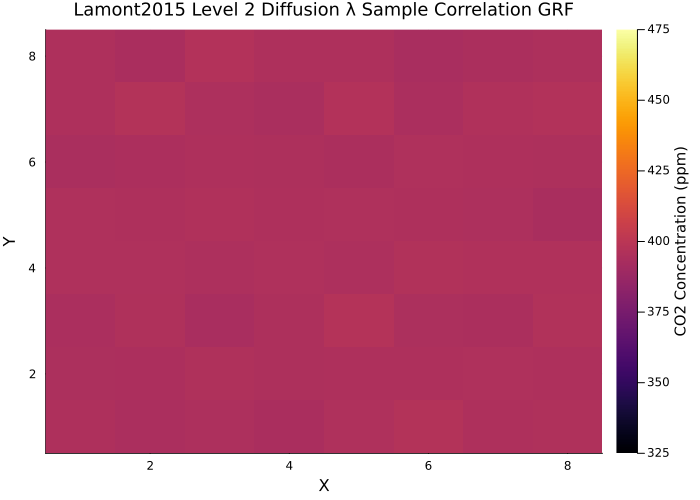 Lamont2015 Level 2 Diffusion λ Sample Correlation GRF
8
6
4
2
Y
2 4 6 8
X
475
450
425
400
375
350
325
CO2 Concentration (ppm)